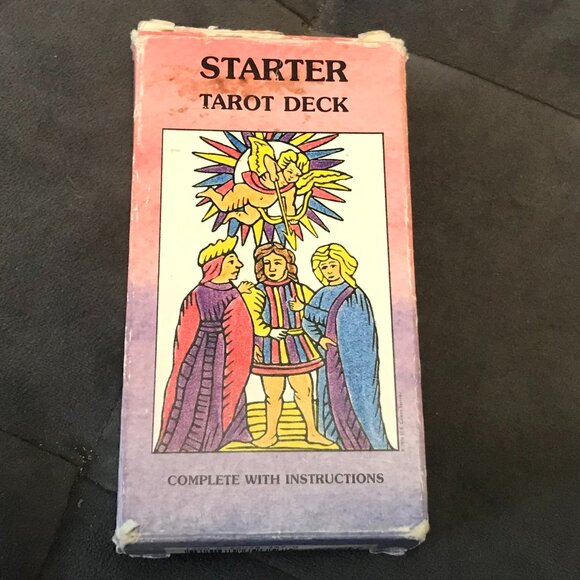 STARTER
TAROT DECK
COMPLETE WITH INSTRUCTIONS